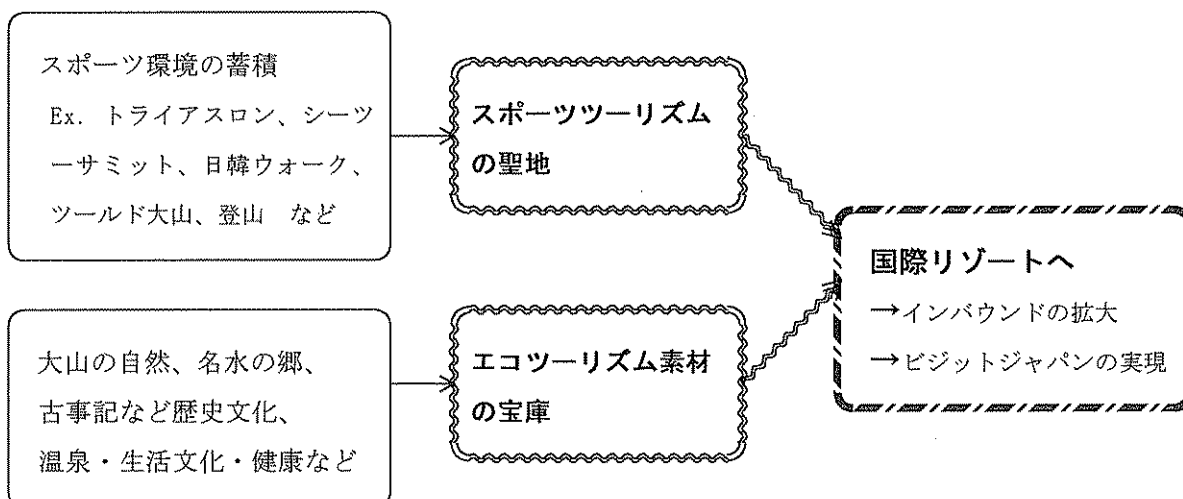 スポーツ環境の蓄積
Ex. トライアスロン、シーツ
ーサミット、日韓ウォーク、
ツールド大山、登山　など
スポーツツーリズム
の聖地
大山の自然、名水の郷、
古事記など歴史文化、
温泉・生活文化・健康など
エコツーリズム素材
の宝庫
国際リゾートへ
→インバウンドの拡大
→ビジットジャパンの実現